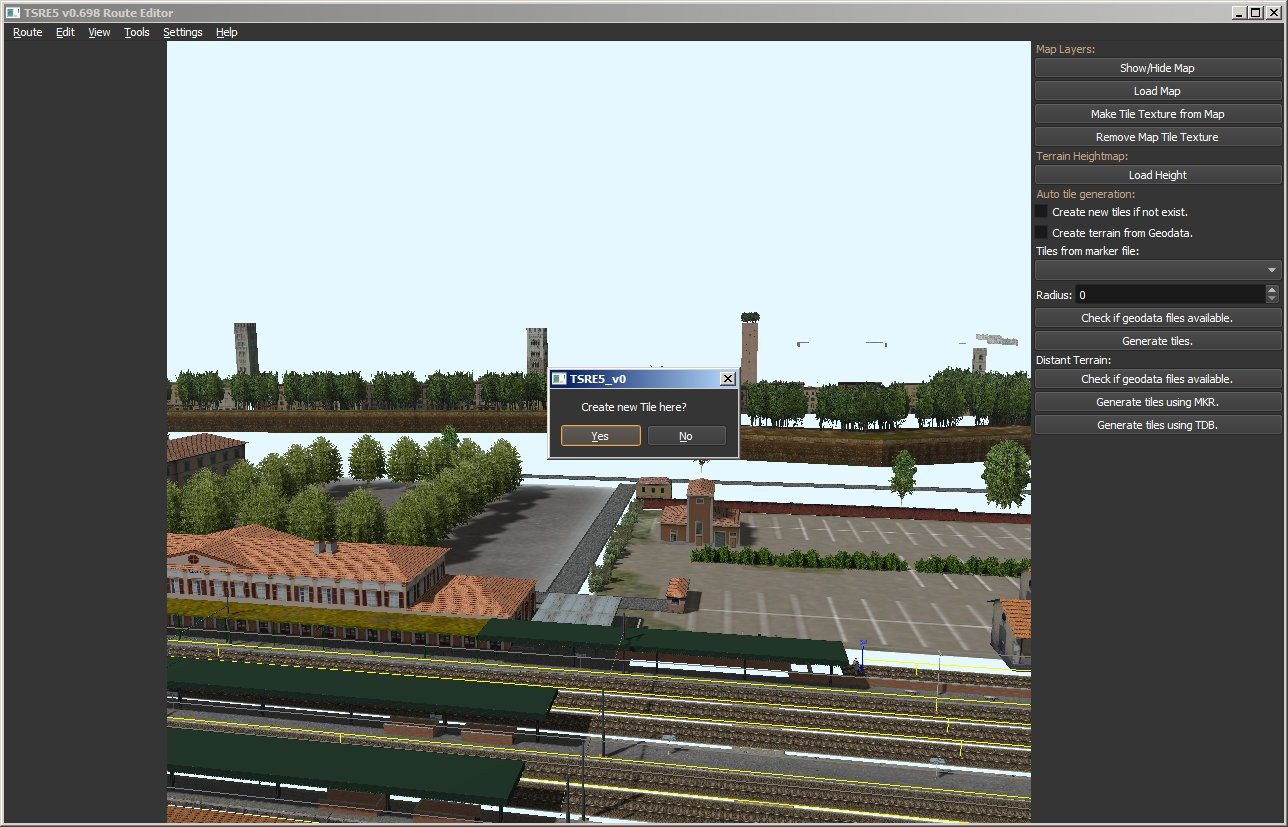 TSRE5 v0.698 Route Editor
Route Edit View Tools Settings Help
Map Layers:
Show/Hide Map
Load Map
Make Tile Texture from Map
Remove Map Tile Texture
Terrain Heightmap:
Load Height
Auto tile generation:
Create new tiles if not exist.
Create terrain from Geodata.
Tiles from marker file:
Radius: 0
Check if geodata files available.
Generate tiles.
Distant Terrain:
Check if geodata files available.
Generate tiles using MKR.
Generate tiles using TDB.
TSRE5_v0
Create new Tile here?
Yes No